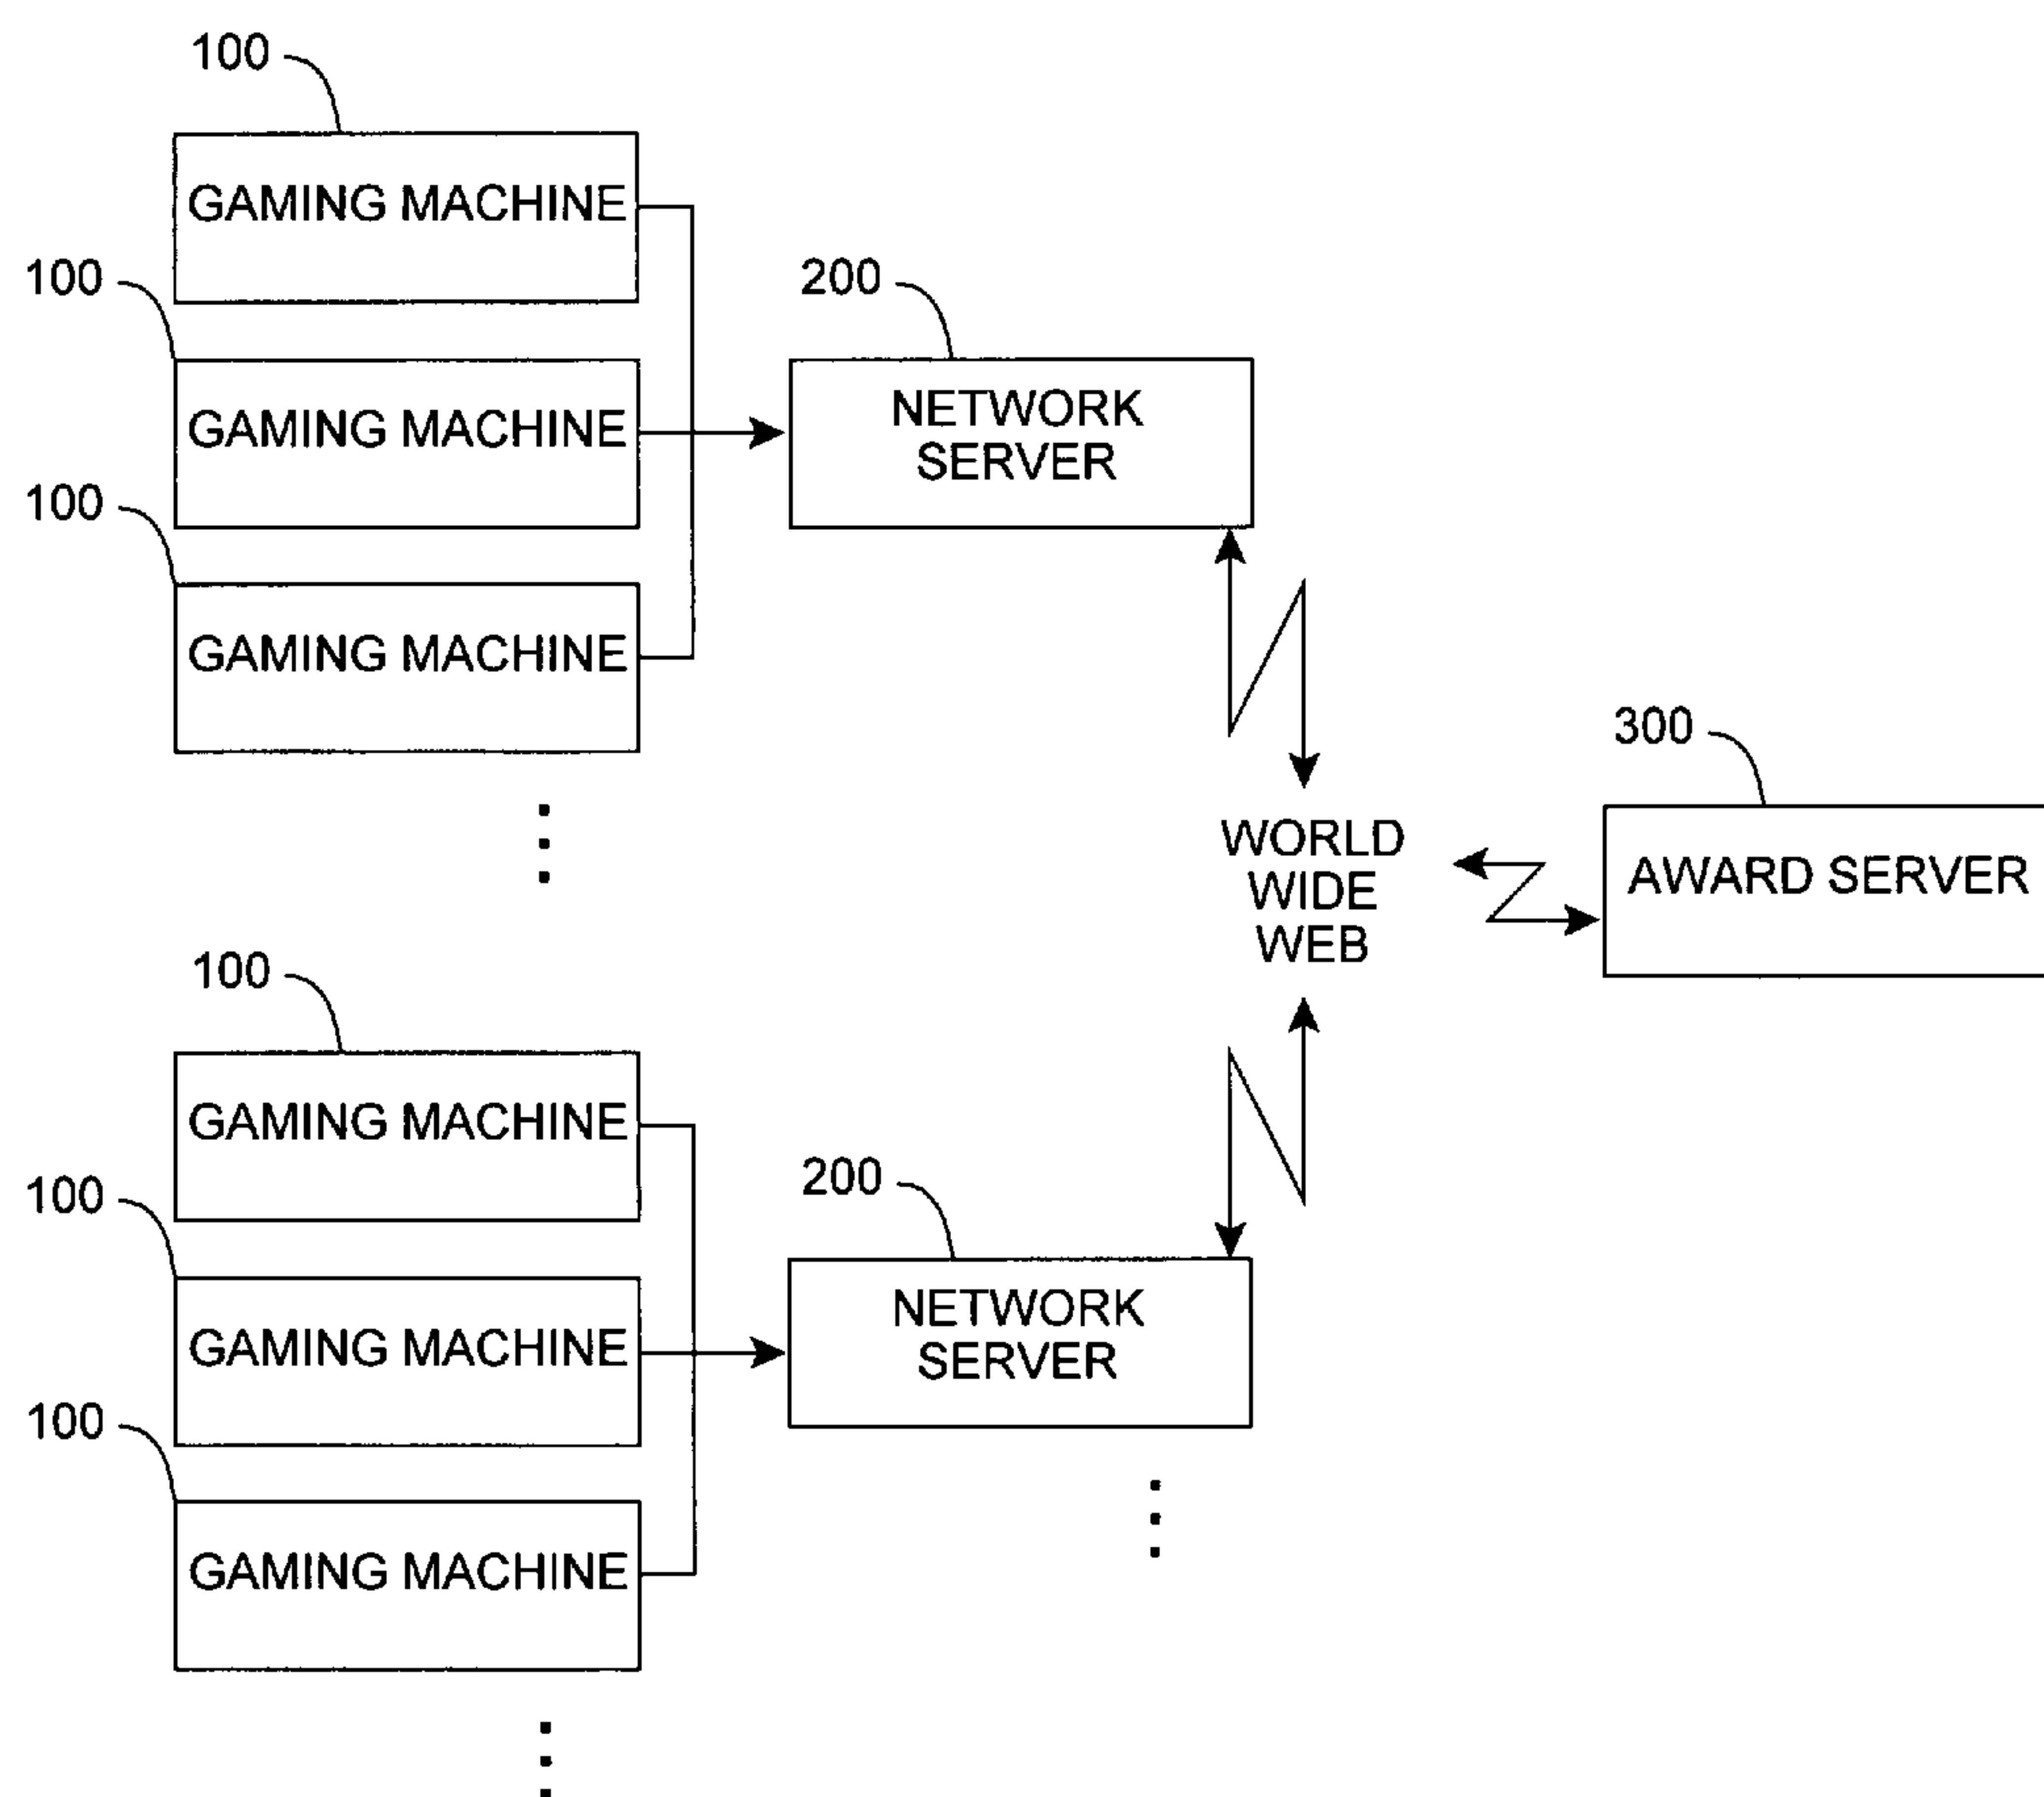 100
GAMING MACHINE
100
GAMING MACHINE
100
GAMING MACHINE
200
NETWORK
SERVER
WORLD
WIDE
WEB
300
AWARD SERVER
100
GAMING MACHINE
100
GAMING MACHINE
100
GAMING MACHINE
200
NETWORK
SERVER